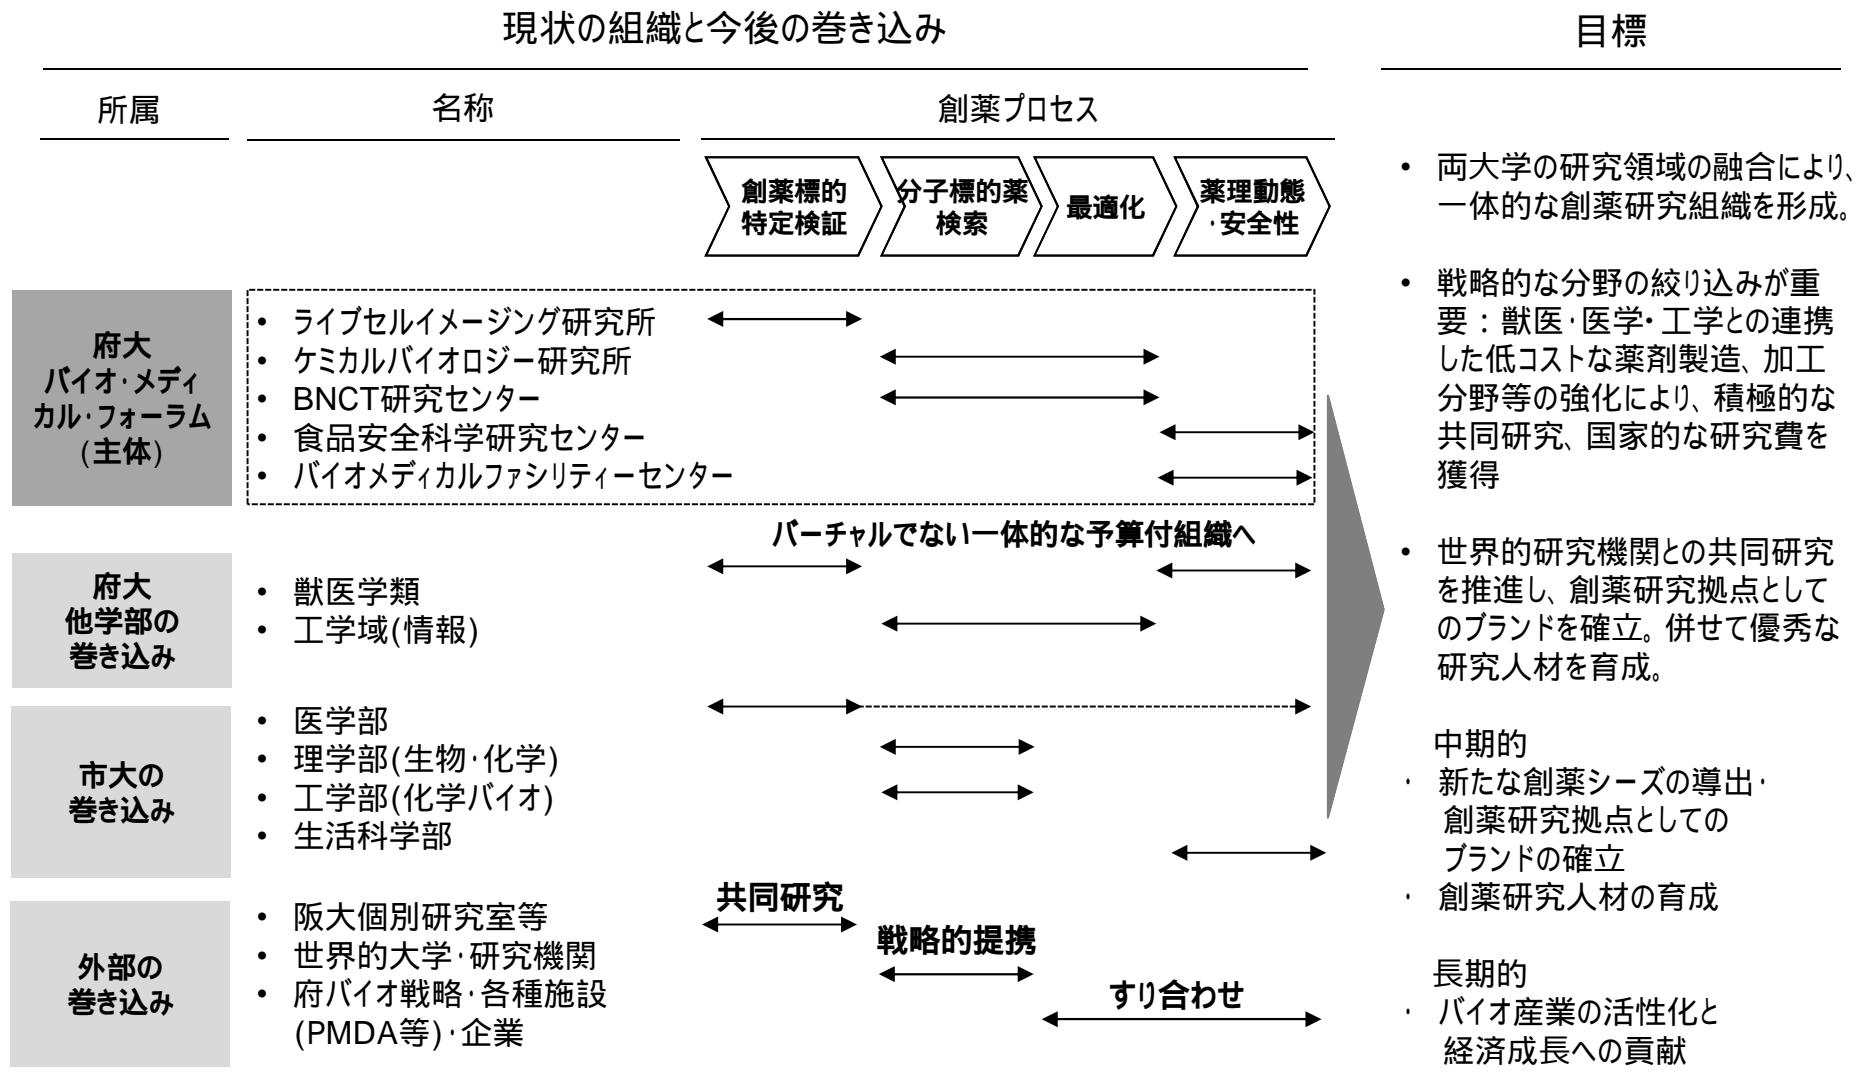 現状の組織と今後の巻き込み
目標
所属
名称
創薬プロセス
創薬標的
特定検証
分子標的薬
検索
最適化
薬理動態
・安全性
府大
バイオ・メディ
カル・フォーラム
(主体)
• ライブセルイメージング研究所
• ケミカルバイオロジー研究所
• BNCT研究センター
• 食品安全科学研究センター
• バイオメディカルファシリティーセンター
バーチャルでない一体的な予算付組織へ
府大
他学部の
巻き込み
• 獣医学類
• 工学域(情報)
市大の
巻き込み
• 医学部
• 理学部(生物・化学)
• 工学部(化学バイオ)
• 生活科学部
外部の
巻き込み
• 阪大個別研究室等
• 世界的大学・研究機関
• 府バイオ戦略・各種施設
(PMDA等)・企業
共同研究
戦略的提携
すり合わせ
• 両大学の研究領域の融合により、
一体的な創薬研究組織を形成。
• 戦略的な分野の絞り込みが重
要：獣医・医学・工学との連携
した低コストな薬剤製造、加工
分野等の強化により、積極的な
共同研究、国家的な研究費を
獲得
• 世界的研究機関との共同研究
を推進し、創薬研究拠点として
のブランドを確立。併せて優秀な
研究人材を育成。
中期的
・ 新たな創薬シーズの導出・
創薬研究拠点としての
ブランドの確立
・ 創薬研究人材の育成
長期的
・ バイオ産業の活性化と
経済成長への貢献